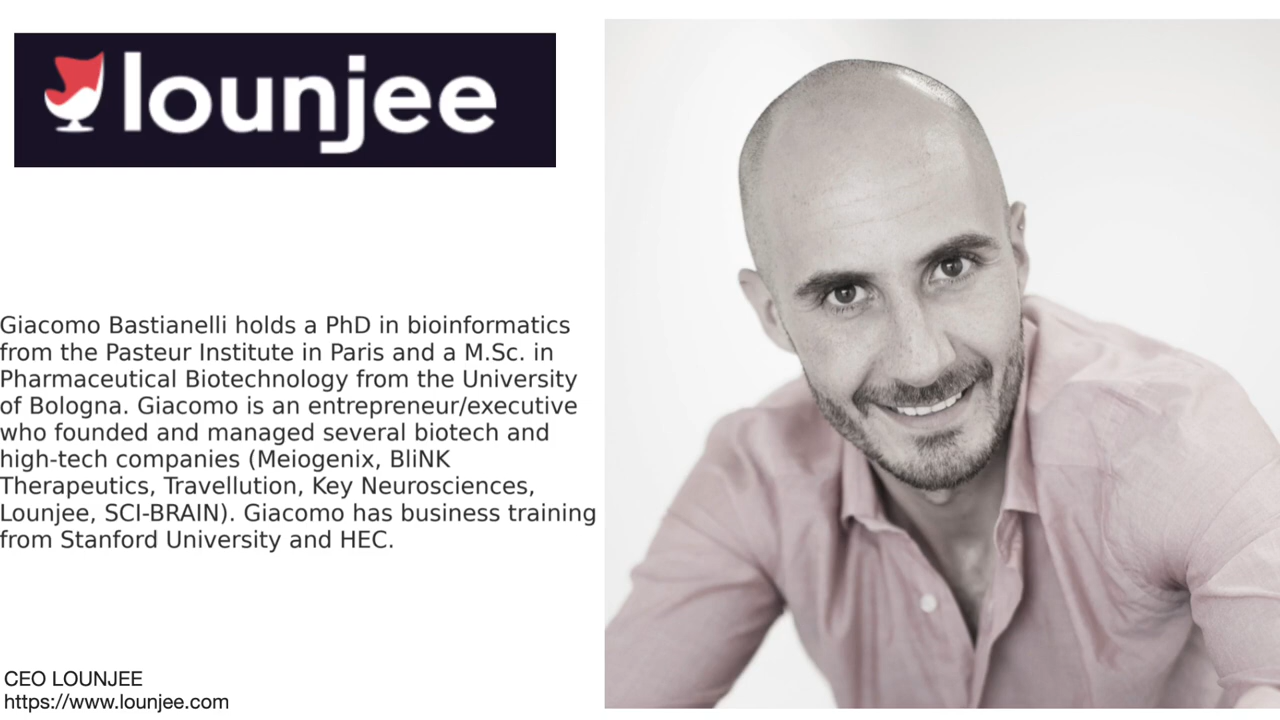 lounjee
Giacomo Bastianelli holds a PhD in bioinformatics
from the Pasteur Institute in Paris and a M.Sc. in
Pharmaceutical Biotechnology from the University
of Bologna. Giacomo is an entrepreneur/executive
who founded and managed several biotech and
high-tech companies (Meiogenix, BliNK
Therapeutics, Travellution, Key Neurosciences,
Lounjee, SCI-BRAIN). Giacomo has business training
from Stanford University and HEC.
CEO LOUNJEE
https://www.lounjee.com